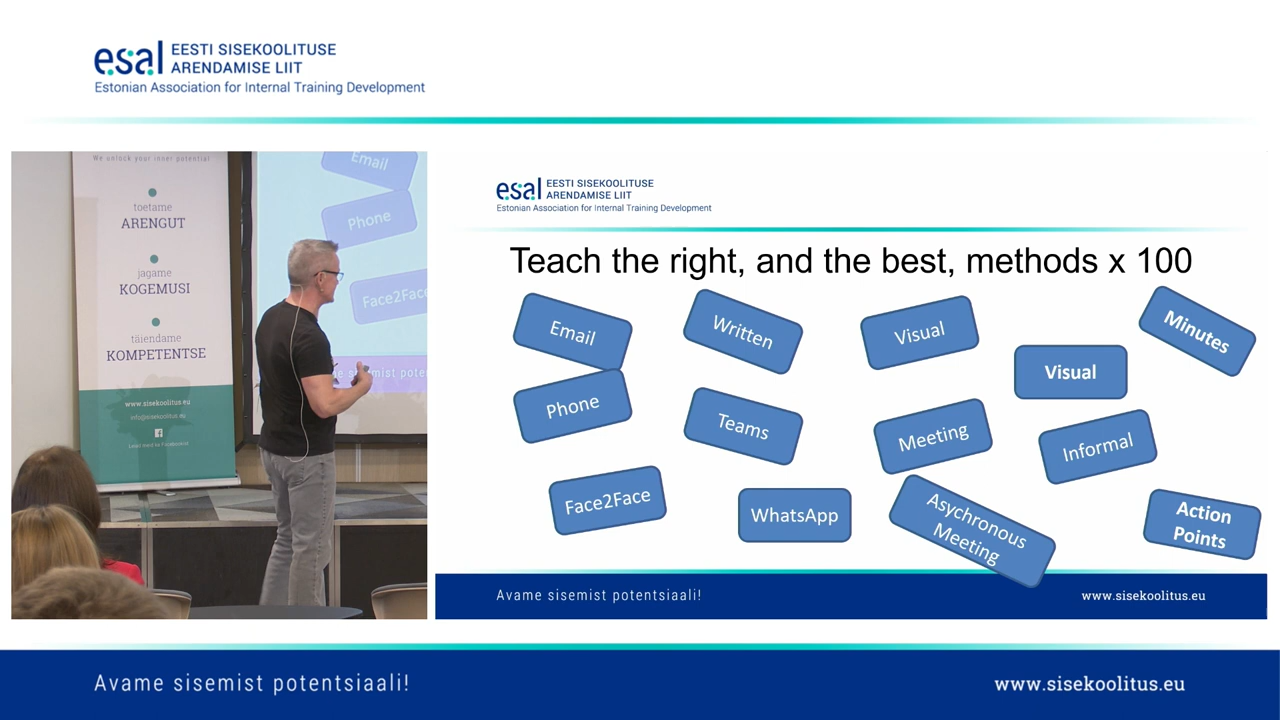 esal EESTI SISEKOOLITUSE
ARENDAMISE LIIT
Estonian Association for Internal Training Development
We unlock your inner potential
toetame
ARENGUT
jagame
KOGEMUSI
täiendame
KOMPETENTSE
www.sisekoolitus.eu
info@sisekoolitus.eu
Email
Phone
Face2Face
esal EESTI SISEKOOLITUSE
ARENDAMISE LIIT
Estonian Association for Internal Training Development
Teach the right, and the best, methods x 100
Email
Written
Visual
Minutes
Visual
Phone
Teams
Meeting
Informal
Face2Face
WhatsApp
Asychronous
Meeting
Action
Points
Avame sisemist potentsiaali!
www.sisekoolitus.eu
Avame sisemist potentsiaali!
www.sisekoolitus.eu